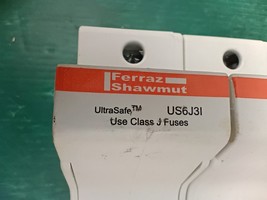 Ferraz
Shawmut
UltraSafe™ US6J3I
Use Class J Fuses